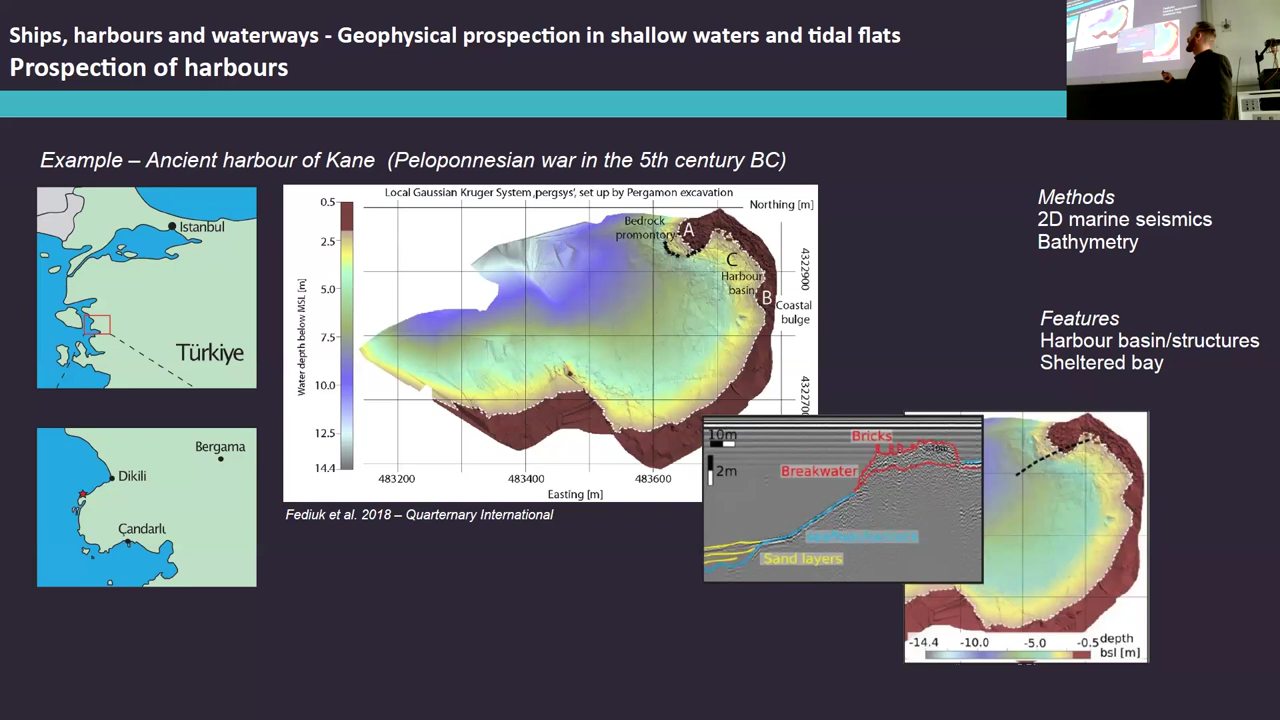 Ships, harbours and waterways - Geophysical prospection in shallow waters and tidal flats
Prospection of harbours
Example – Ancient harbour of Kane (Peloponnesian war in the 5th century BC)
Istanbul
Türkiye
Bergama
Dikili
Çandarlı
Local Gaussian Kruger System‚pergsys', set up by Pergamon excavation
Northing [m]
0.5
2.5
5.0
7.5
10.0
12.5
14.4
Water depth below MSL [m]
Bedrock
promontory
A
C
Harbour
basin
B
Coastal
bulge
4322900
483200
483400
483600
Easting [m]
Fediuk et al. 2018 – Quarternary International
Methods
2D marine seismics
Bathymetry
Features
Harbour basin/structures
Sheltered bay
10m
2m
Bricks
Breakwater
Sand layers
-14.4
-10.0
-5.0
-0.5
depth
bsl [m]